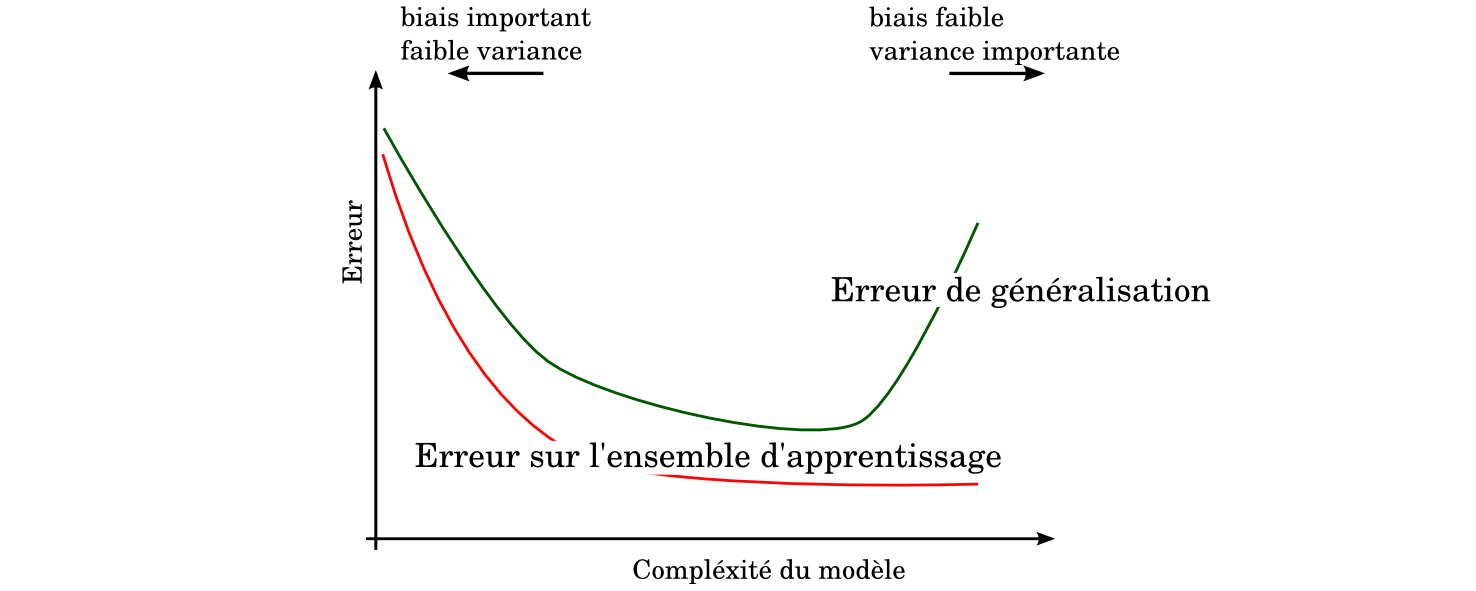 biais important
faible variance
biais faible
variance importante
Erreur
Erreur de généralisation
Erreur sur l'ensemble d'apprentissage
Compléxité du modèle